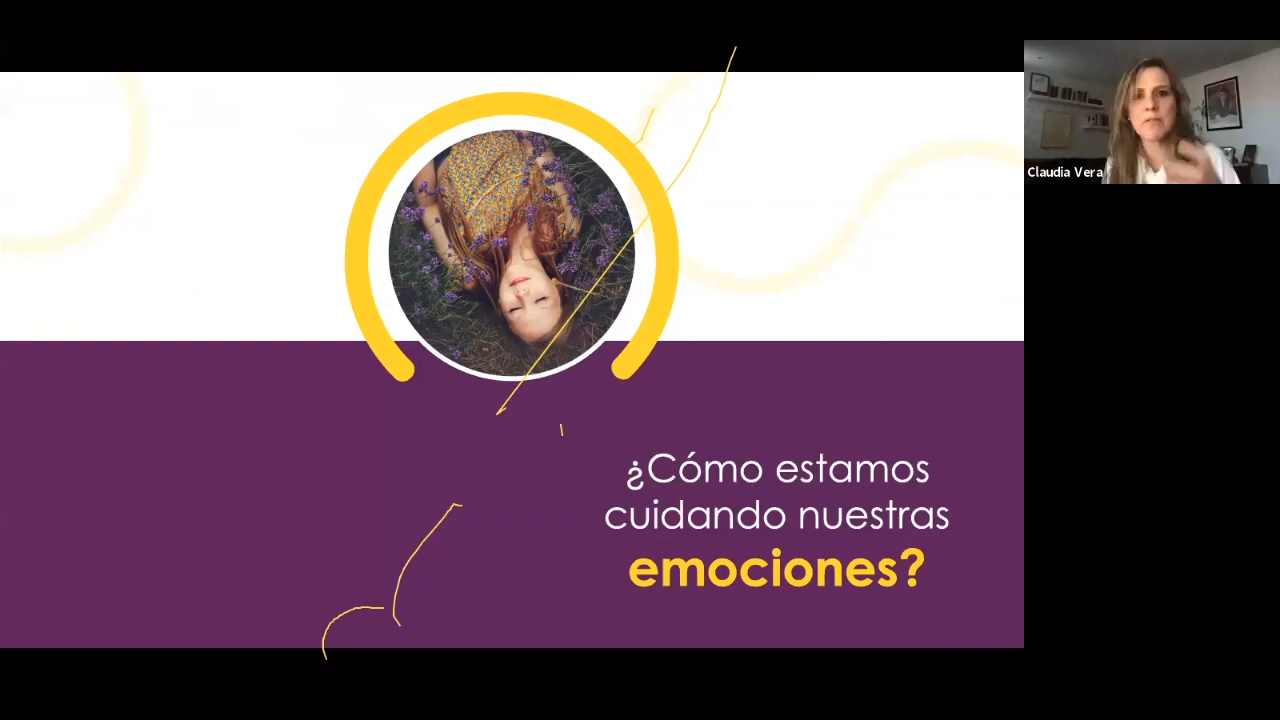 Claudia Vera
¿Cómo estamos
cuidando nuestras
emociones?